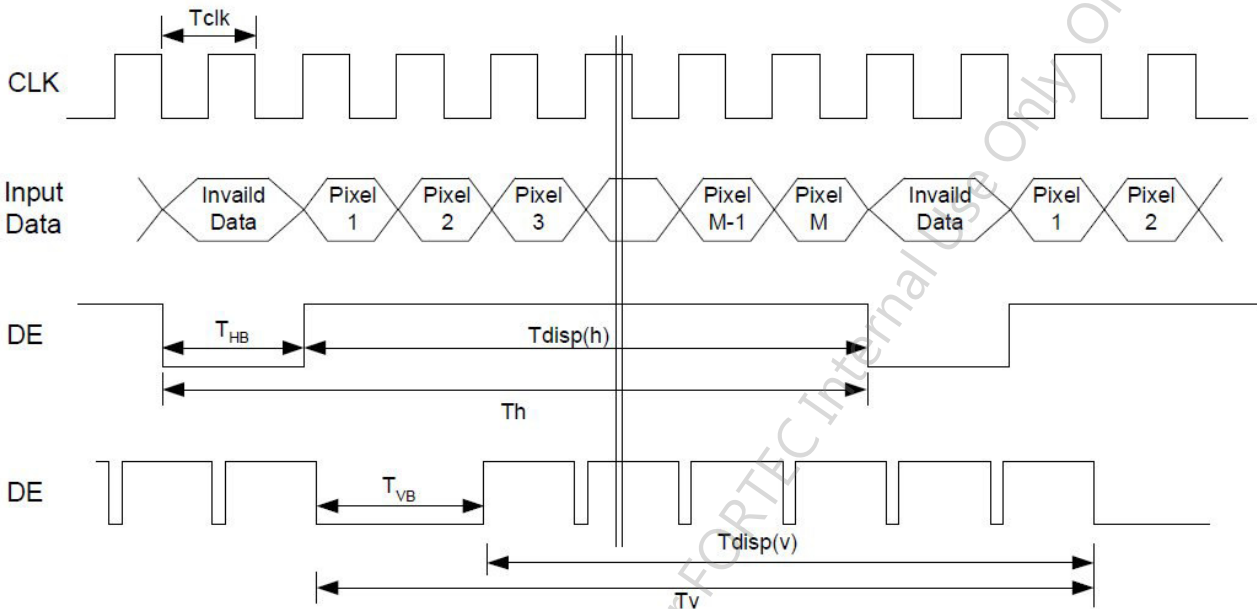 Tclk
CLK
Input
Data
Invaild
Data
Pixel
1
Pixel
2
Pixel
3
Pixel
M-1
Pixel
M
Invaild
Data
Pixel
1
Pixel
2
DE
THB
Tdisp(h)
Th
DE
TVB
Tdisp(v)
Tv
FORTEC Internal Use Only